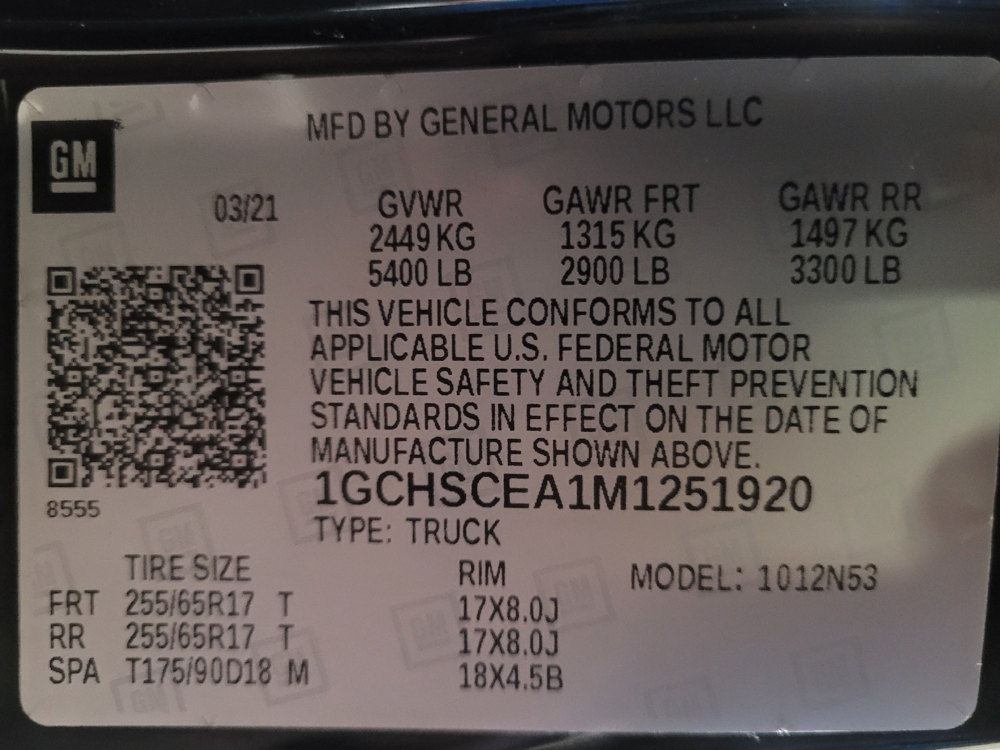 GM
MFD BY GENERAL MOTORS LLC
03/21 GVWR GAWR FRT GAWR RR
2449 KG 1315 KG 1497 KG
5400 LB 2900 LB 3300 LB
THIS VEHICLE CONFORMS TO ALL
APPLICABLE U.S. FEDERAL MOTOR
VEHICLE SAFETY AND THEFT PREVENTION
STANDARDS IN EFFECT ON THE DATE OF
MANUFACTURE SHOWN ABOVE.
8555 1GCHSCEA1M1251920
TYPE: TRUCK
TIRE SIZE RIM MODEL: 1012N53
FRT 255/65R17 T 17X8.0J
RR 255/65R17 T 17X8.0J
SPA T175/90D18 M 18X4.5B